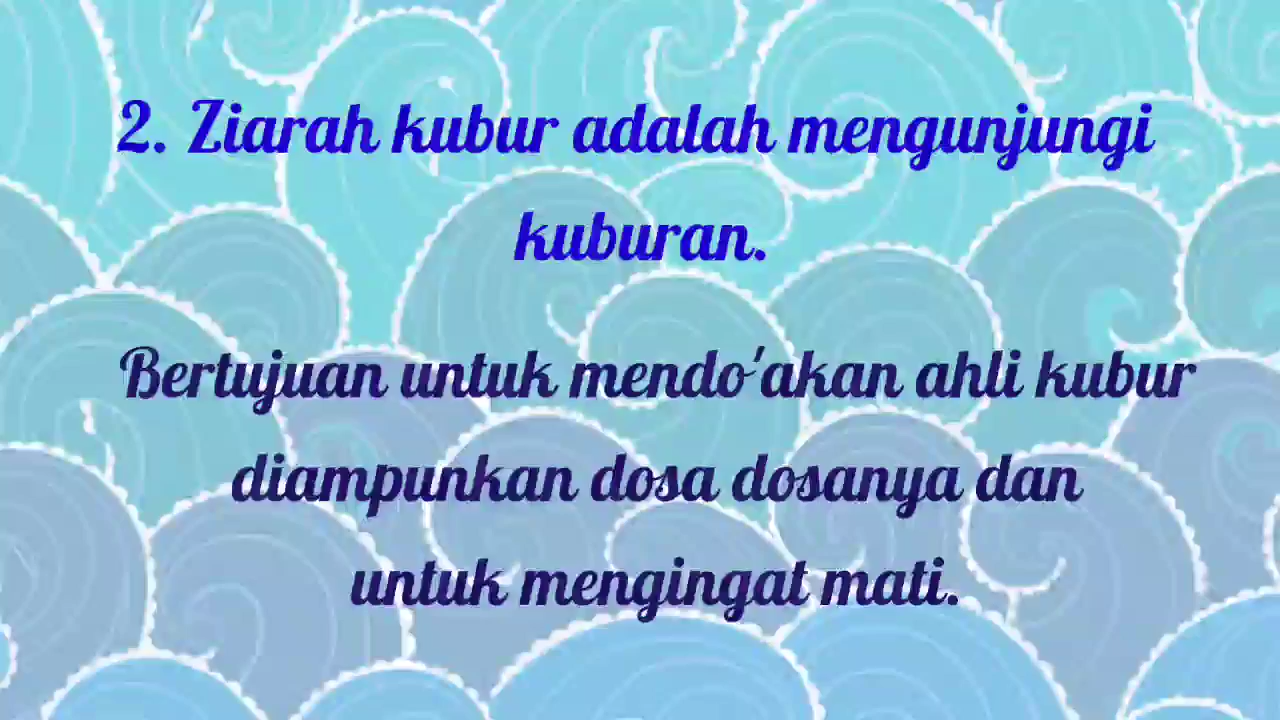 2. Ziarah kubur adalah mengunjungi
kuburan.
Bertujuan untuk mendo'akan ahli kubur
diampunkan dosa dosanya dan
untuk mengingat mati.